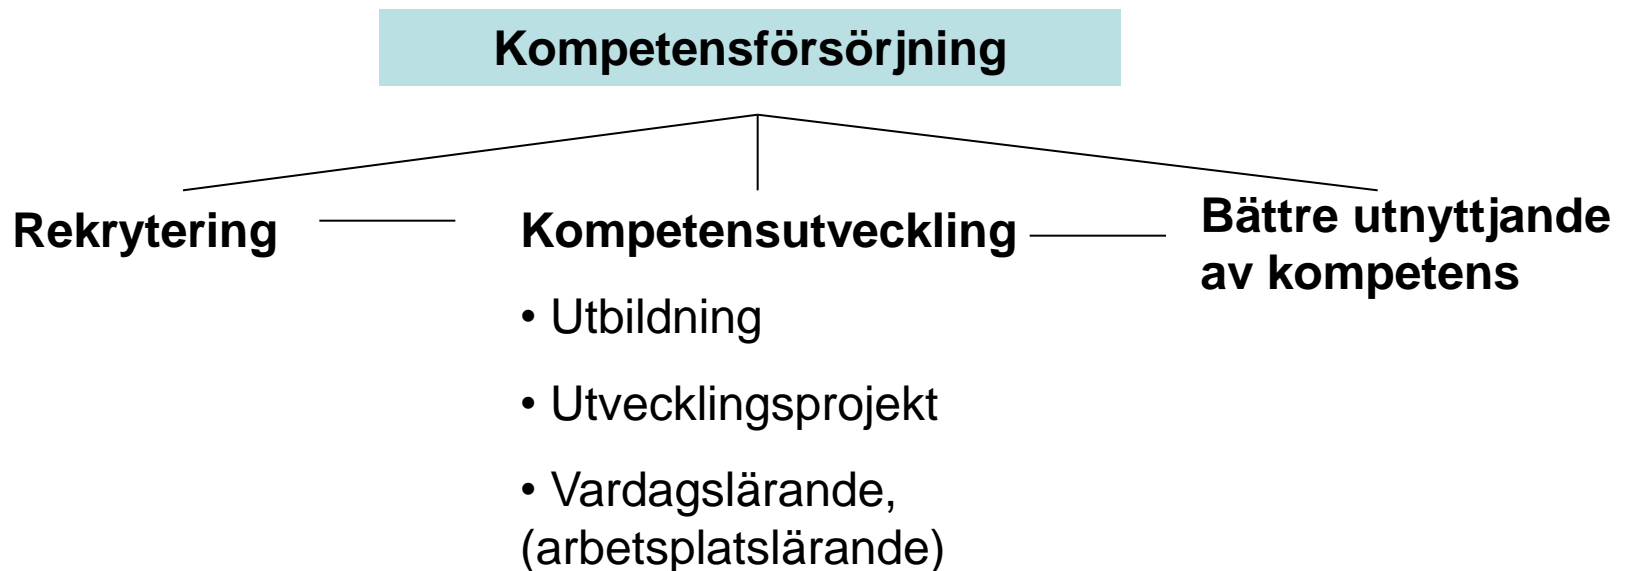 Kompetensförsörjning
Rekrytering
Kompetensutveckling
• Utbildning
• Utvecklingsprojekt
• Vardagslärande,
(arbetsplatslärande)
Bättre utnyttjande
av kompetens